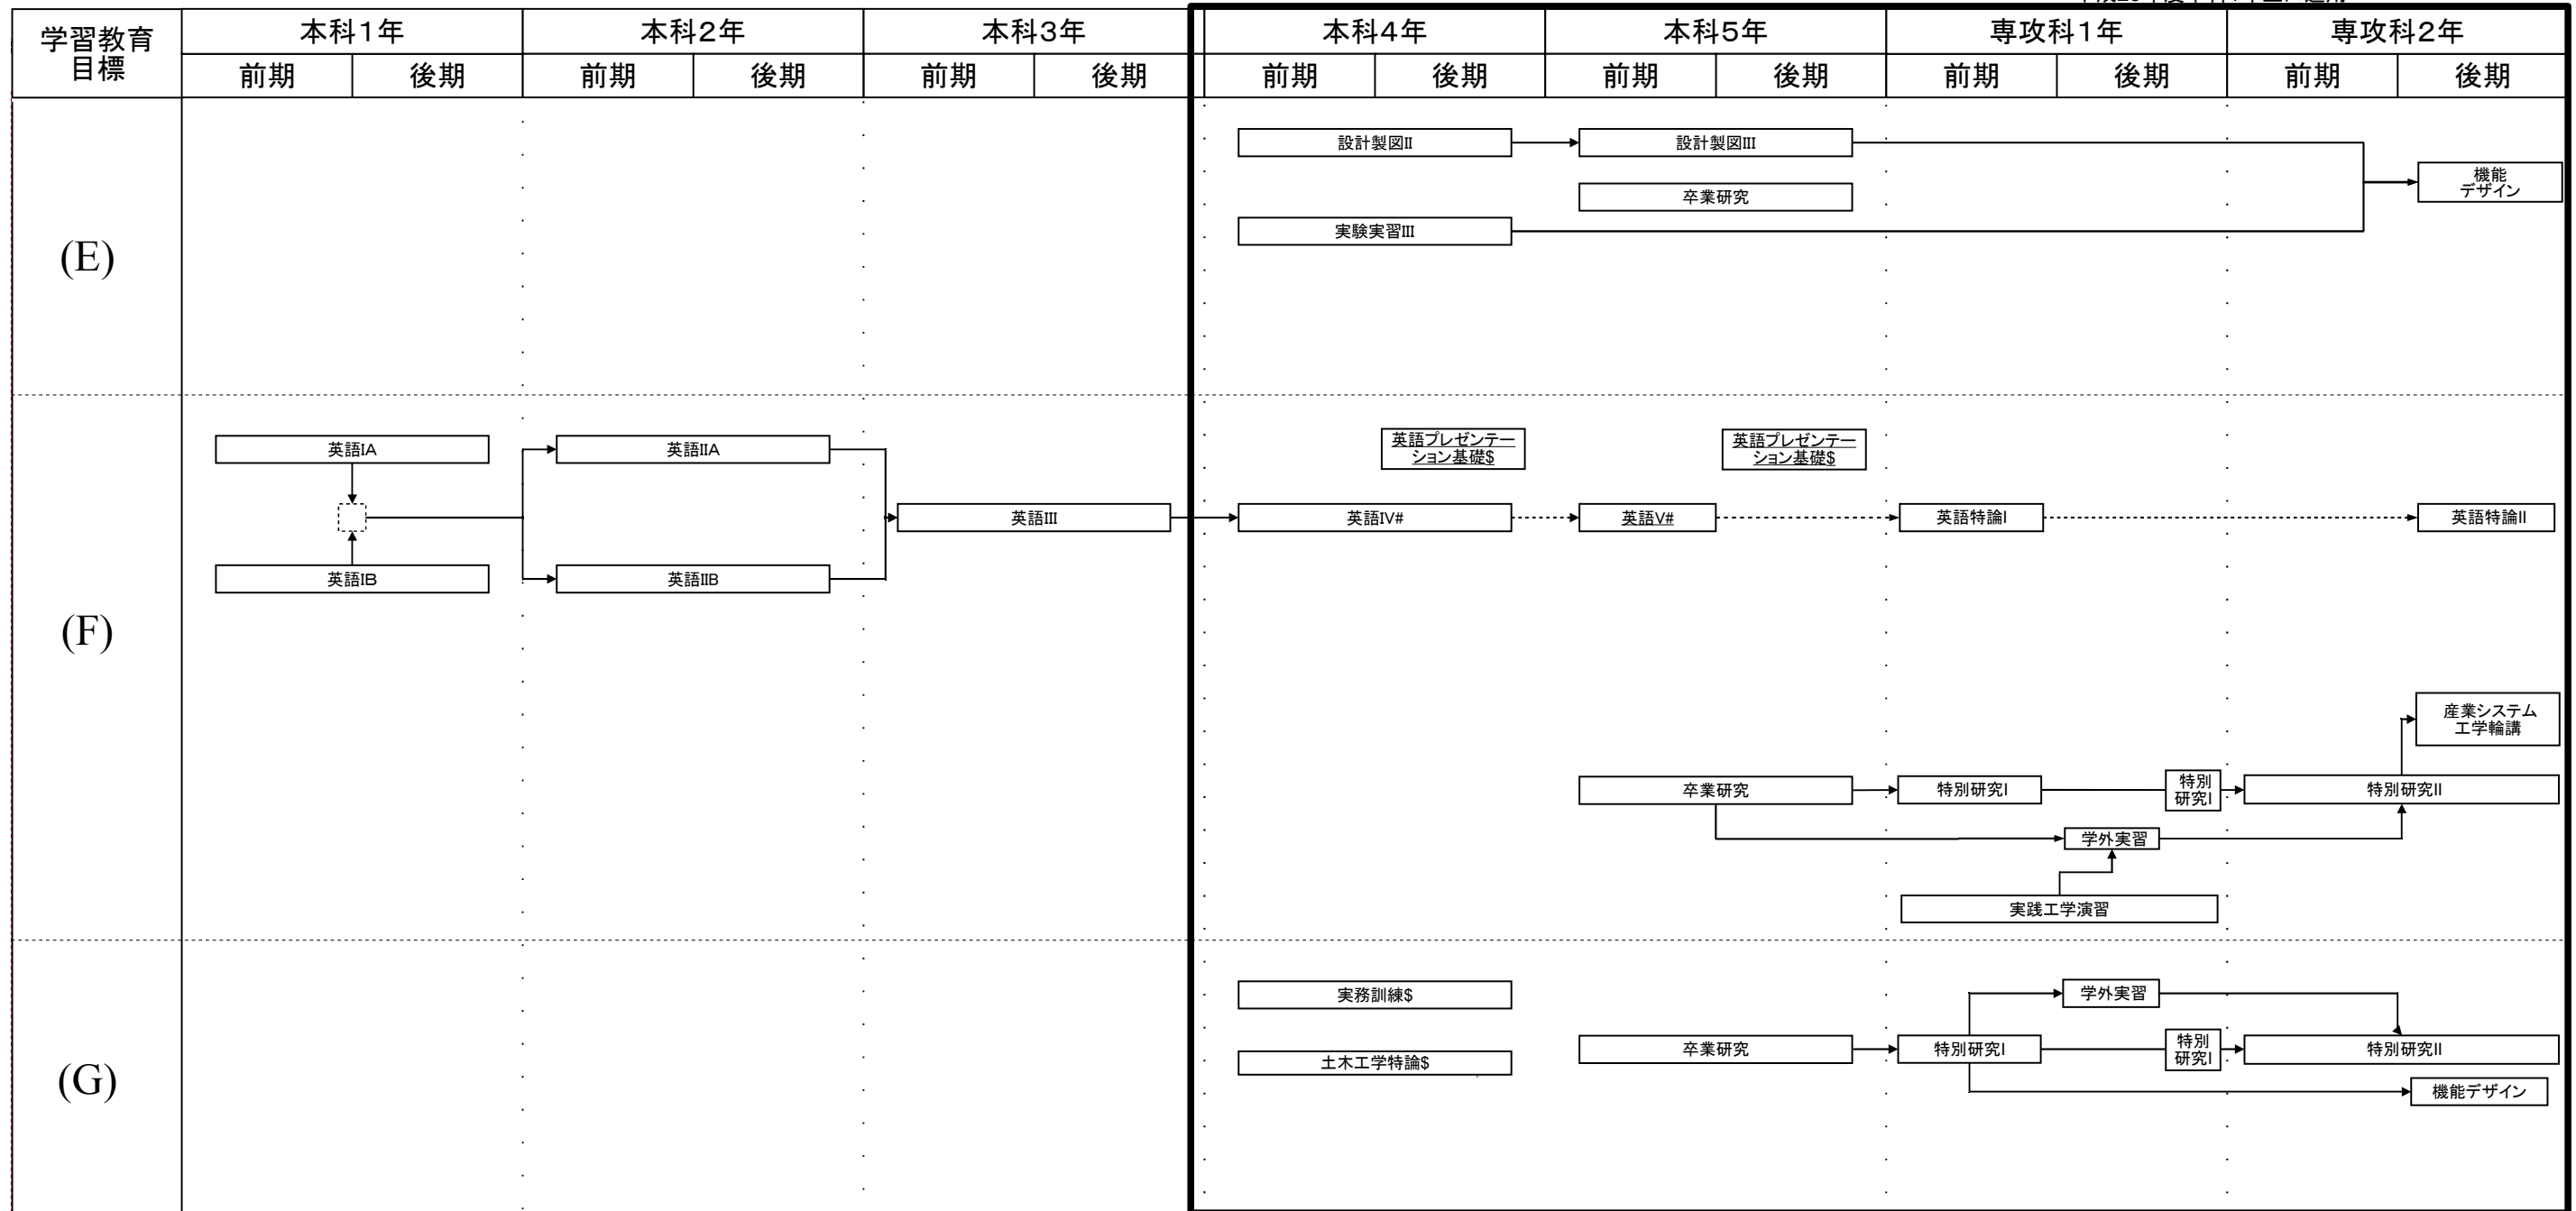 学習教育
目標
本科1年
本科2年
本科3年
本科4年
本科5年
専攻科1年
専攻科2年
前期
後期
前期
後期
前期
後期
前期
後期
前期
後期
前期
後期
前期
後期
(E)
設計製図II
設計製図III
機能
デザイン
卒業研究
実験実習III
(F)
英語IA
英語IIA
英語プレゼンテー
ション基礎$
英語プレゼンテー
ション基礎$
英語III
英語IV#
英語V#
英語特論I
英語特論II
英語IB
英語IIB
産業システム
工学輪講
卒業研究
特別研究I
特別
研究I
特別研究II
学外実習
実践工学演習
(G)
実務訓練$
学外実習
土木工学特論$
卒業研究
特別研究I
特別
研究I
特別研究II
機能デザイン